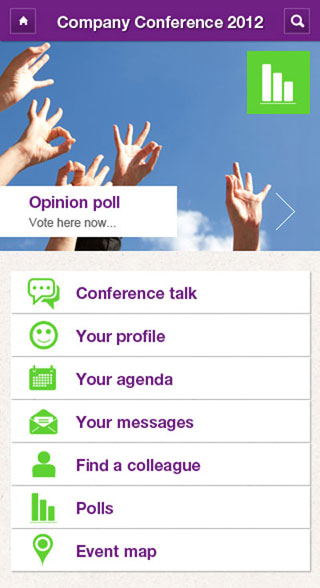 Company Conference 2012
Opinion poll
Vote here now...
Conference talk
Your profile
Your agenda
Your messages
Find a colleague
Polls
Event map